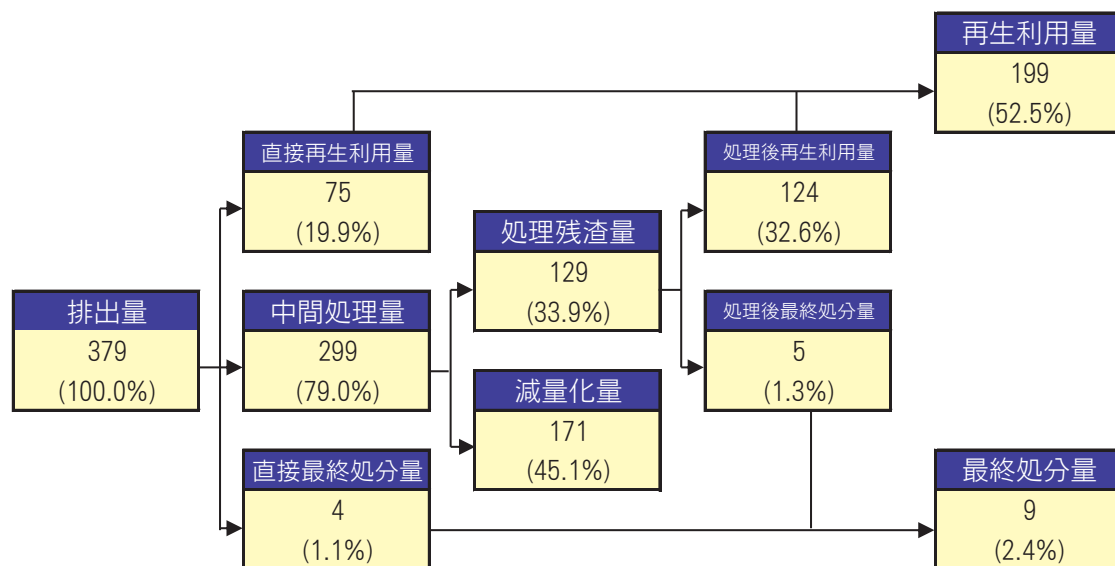 再生利用量
199
(52.5%)
直接再生利用量
75
(19.9%)
処理後再生利用量
124
(32.6%)
処理残渣量
129
(33.9%)
排出量
379
(100.0%)
中間処理量
299
(79.0%)
処理後最終処分量
5
(1.3%)
減量化量
171
(45.1%)
直接最終処分量
4
(1.1%)
最終処分量
9
(2.4%)